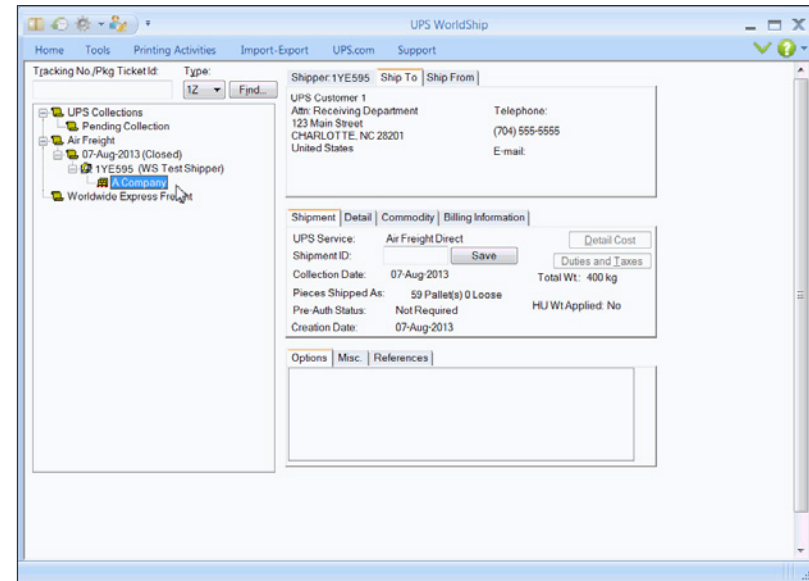 UPS WorldShip
Home Tools Printing Activities Import-Export UPS.com Support
Tracking No./Pkg Ticket Id: Type:
1Z Find...
UPS Collections
Pending Collection
Air Freight
07-Aug-2013 (Closed)
1YE595 (WS Test Shipper)
A Company
Worldwide Express Freight
Shipper: 1YE595 Ship To Ship From
UPS Customer 1
Attn: Receiving Department
123 Main Street
CHARLOTTE, NC 28201
United States
Telephone:
(704) 555-5555
E-mail:
Shipment Detail Commodity Billing Information
UPS Service: Air Freight Direct Detail Cost
Shipment ID: Save Duties and Taxes
Collection Date: 07-Aug-2013 Total Wt.: 400 kg
Pieces Shipped As: 59 Pallet(s) 0 Loose
Pre-Auth Status: Not Required HU Wt Applied: No
Creation Date: 07-Aug-2013
Options Misc. References